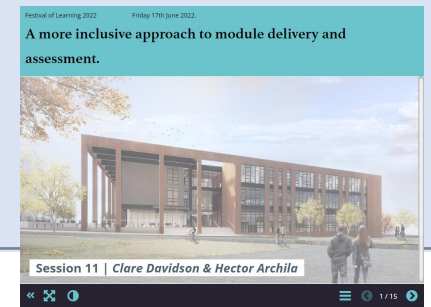 Festival of Learning 2022 Friday 17th June 2022.
A more inclusive approach to module delivery and
assessment.
Session 11 | Clare Davidson & Hector Archila
1 / 15